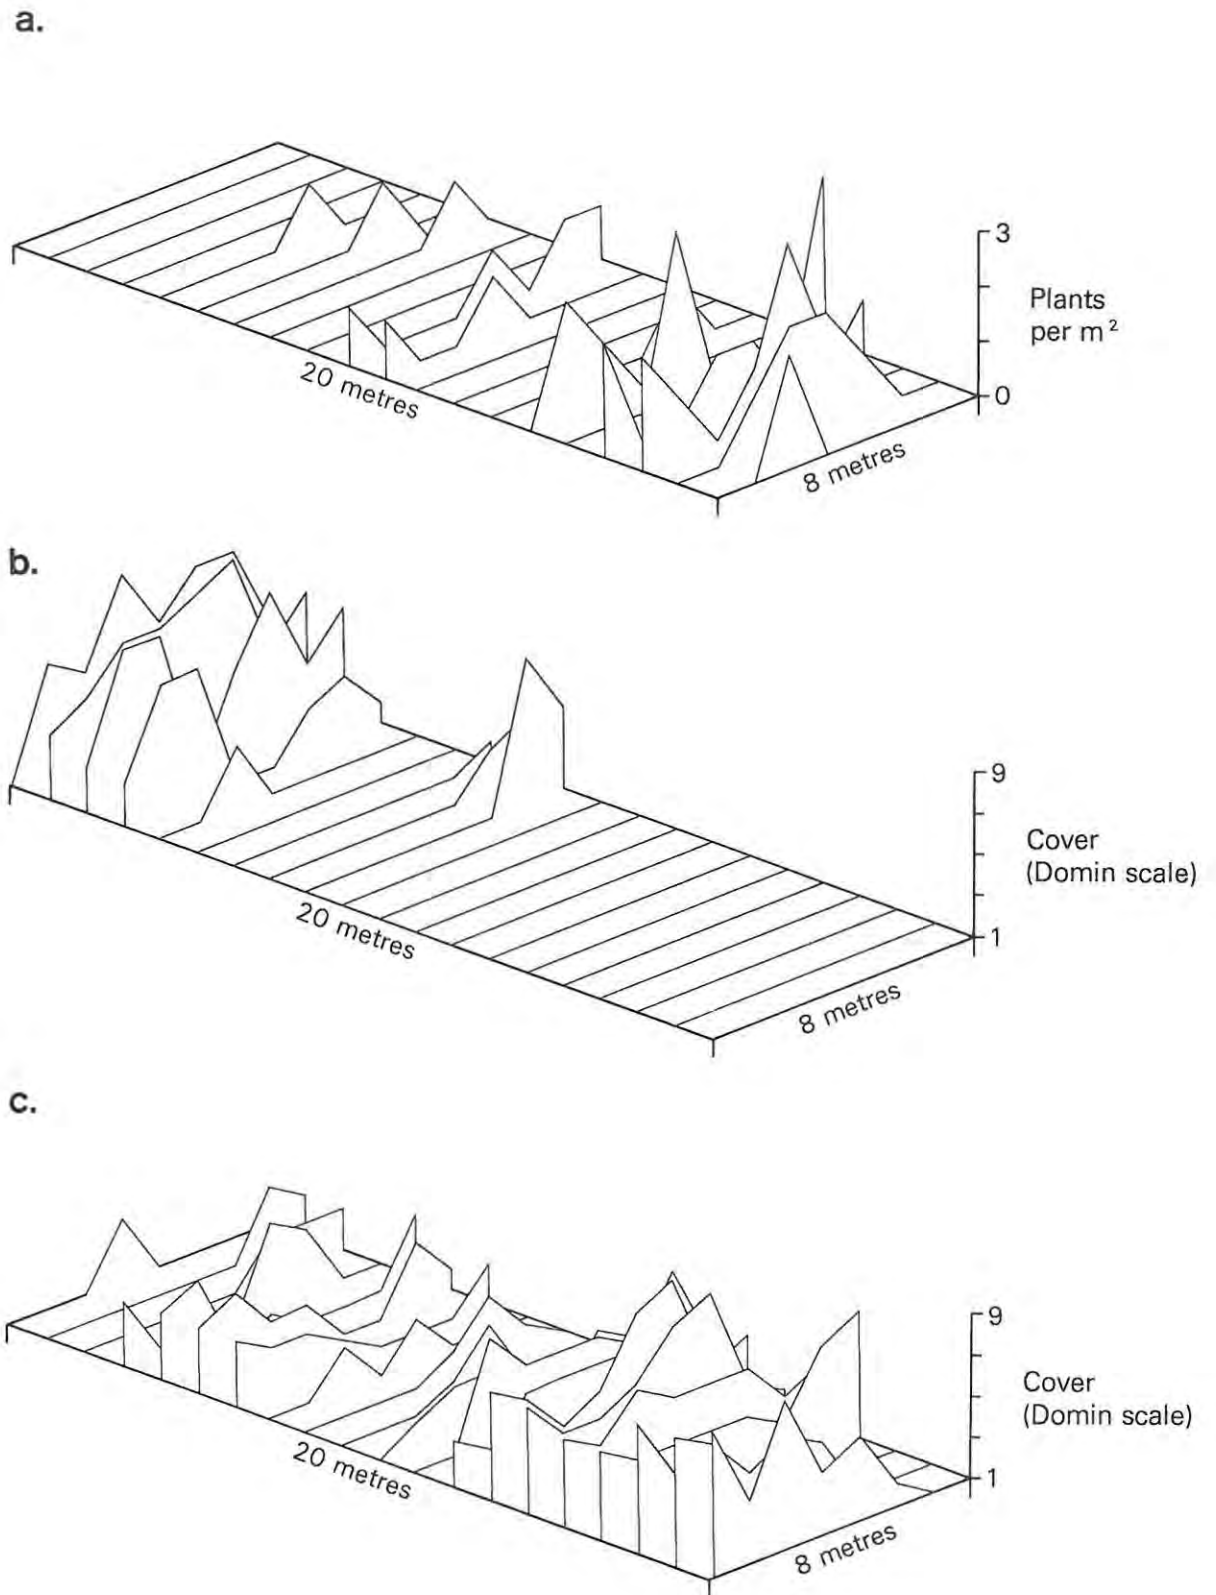 a.
3
Plants
per m²
0
20 metres
8 metres
b.
9
Cover
(Domin scale)
1
20 metres
8 metres
c.
9
Cover
(Domin scale)
1
20 metres
8 metres